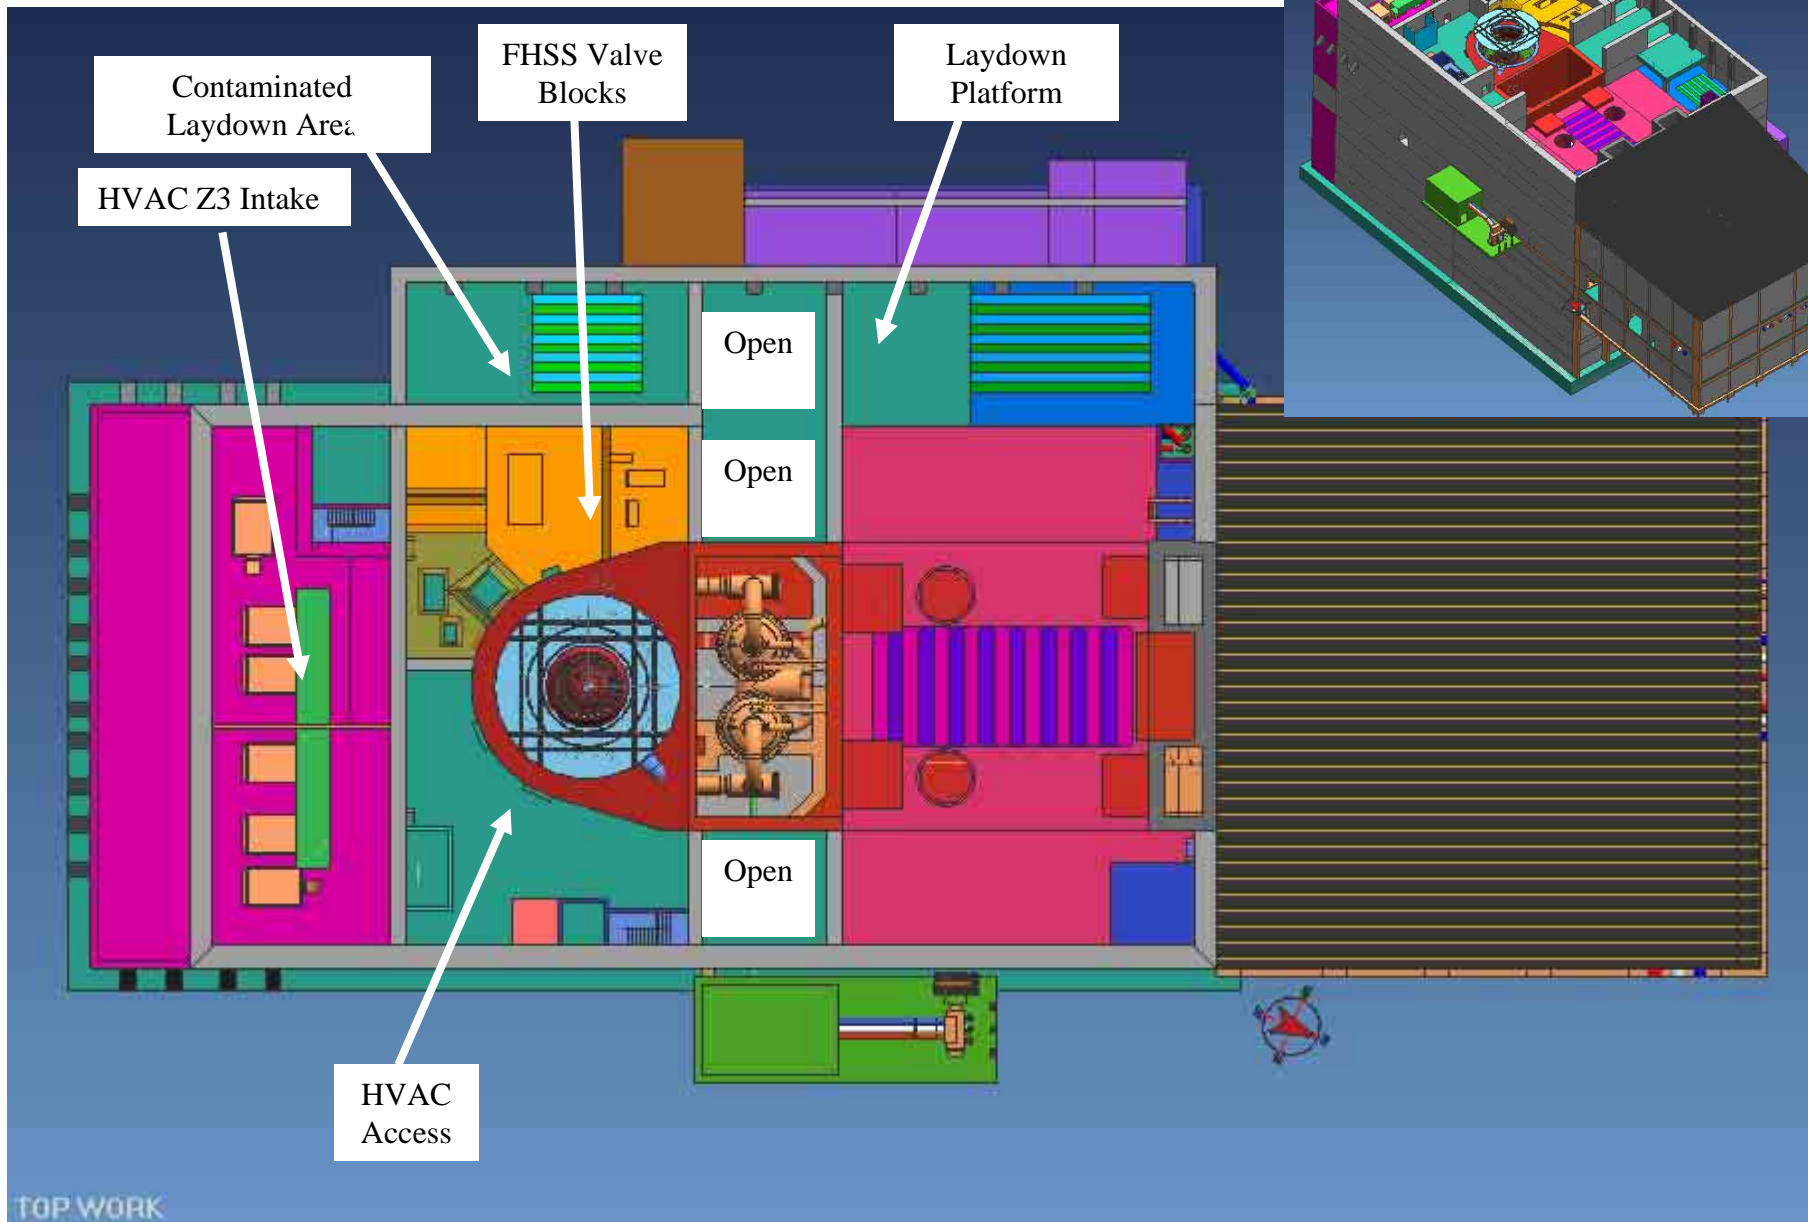 FHSS Valve
Blocks
Laydown
Platform
Contaminated
Laydown Area
HVAC Z3 Intake
Open
Open
Open
HVAC
Access
TOP WORK